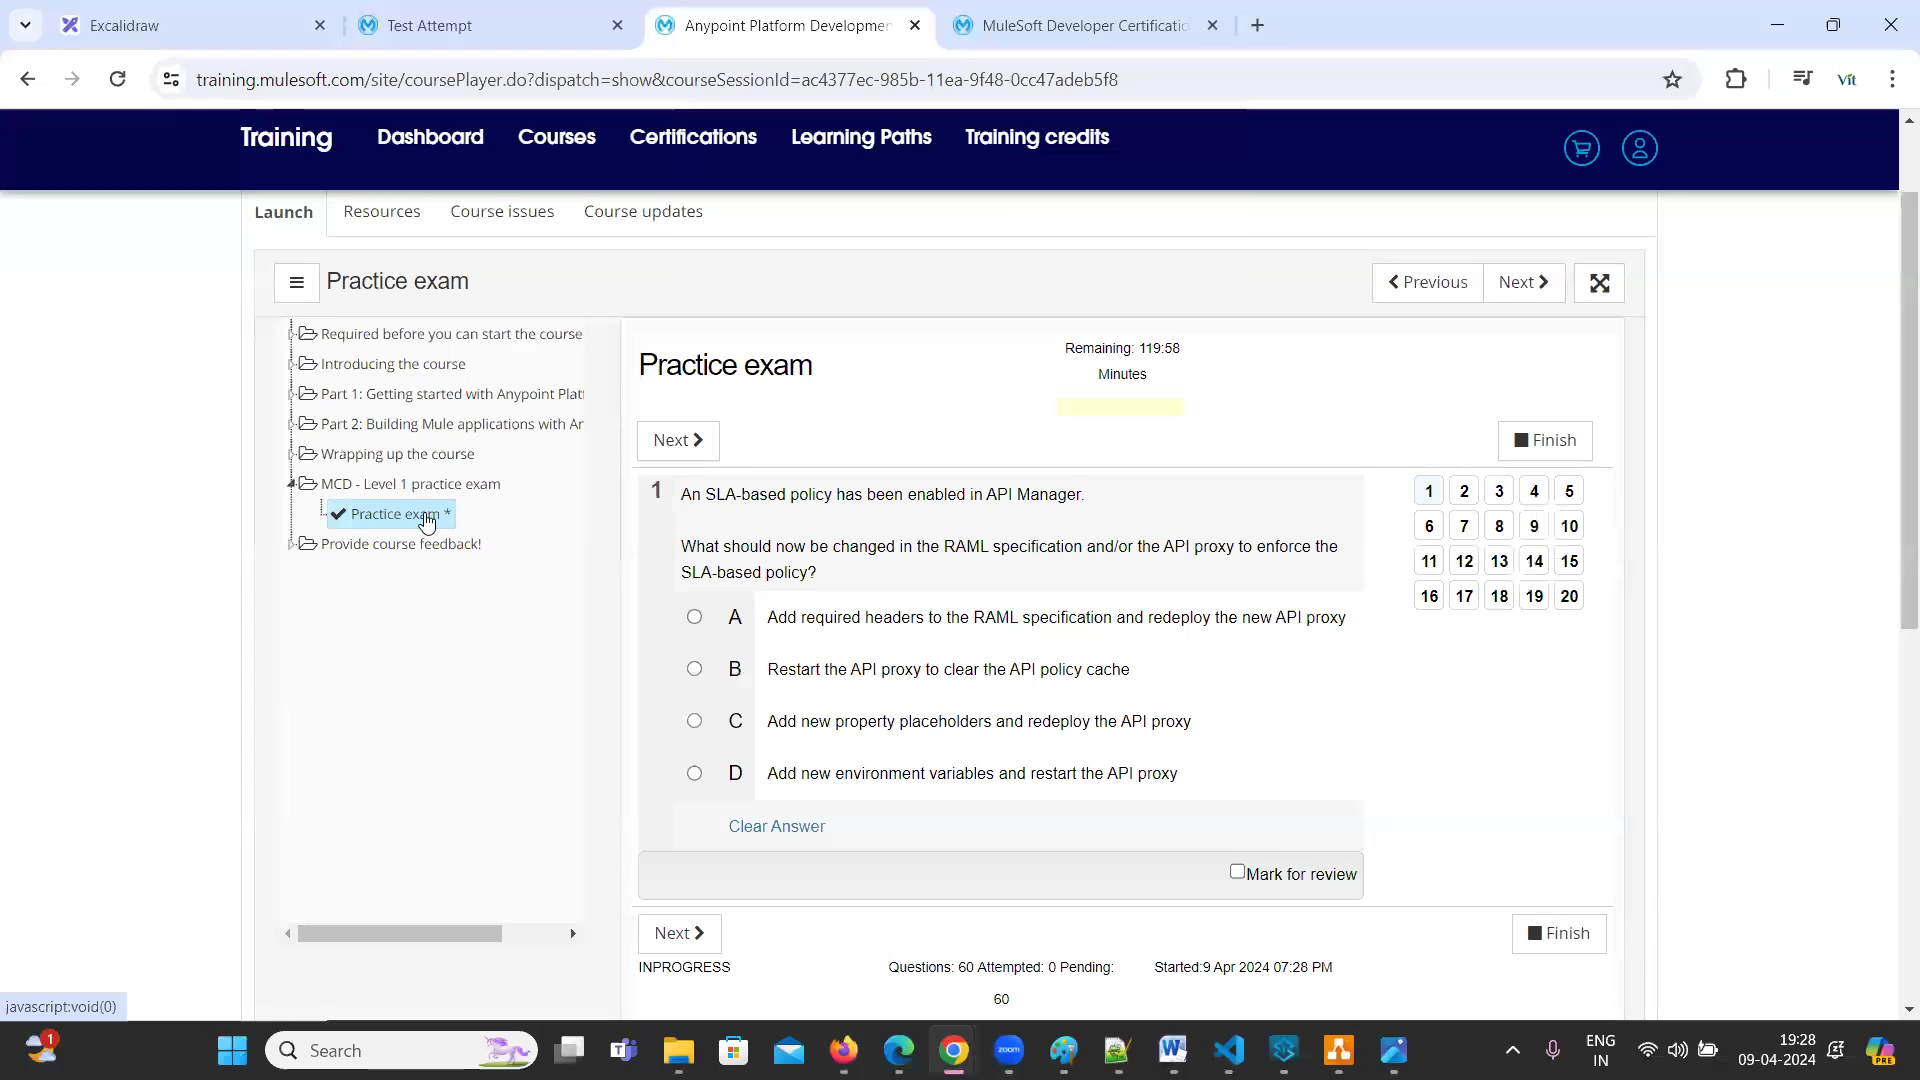 Excalidraw
Test Attempt
Anypoint Platform Developmen
MuleSoft Developer Certificatio
training.mulesoft.com/site/coursePlayer.do?dispatch=show&courseSessionId=ac4377ec-985b-11ea-9f48-0cc47adeb5f8
Vit
Training
Dashboard
Courses
Certifications
Learning Paths
Training credits
Launch
Resources
Course issues
Course updates
Practice exam
Previous
Next
Required before you can start the course
Introducing the course
Part 1: Getting started with Anypoint Plat
Part 2: Building Mule applications with Ar
Wrapping up the course
MCD - Level 1 practice exam
Practice exam *
Provide course feedback!
Practice exam
Remaining: 119:58
Minutes
Next
Finish
1
An SLA-based policy has been enabled in API Manager.
What should now be changed in the RAML specification and/or the API proxy to enforce the
SLA-based policy?
A Add required headers to the RAML specification and redeploy the new API proxy
B Restart the API proxy to clear the API policy cache
C Add new property placeholders and redeploy the API proxy
D Add new environment variables and restart the API proxy
Clear Answer
Mark for review
1 2 3 4 5
6 7 8 9 10
11 12 13 14 15
16 17 18 19 20
Next
Finish
INPROGRESS
Questions: 60 Attempted: 0 Pending:
60
Started:9 Apr 2024 07:28 PM
javascript:void(0)
1
Search
zoom
ENG
IN
19:28
09-04-2024
PRE